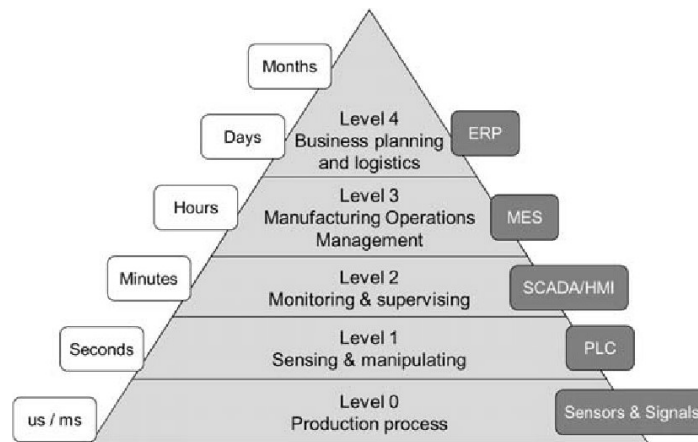 Months
Level 4
Business planning
and logistics
Days
ERP
Level 3
Manufacturing Operations
Management
Hours
MES
Level 2
Monitoring & supervising
Minutes
SCADA/HMI
Level 1
Sensing & manipulating
Seconds
PLC
Level 0
Production process
us / ms
Sensors & Signals